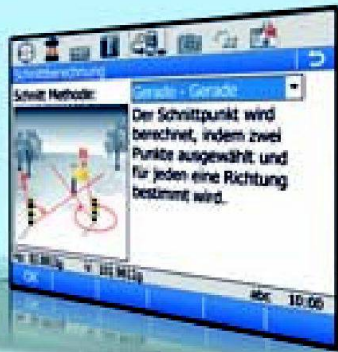 Schnittberechnung
Schnitt Methode:
Gerade - Gerade
Der Schnittpunkt wird
berechnet, indem zwei
Punkte ausgewählt und
für jeden eine Richtung
bestimmt wird.
V
abc 10:00
OK